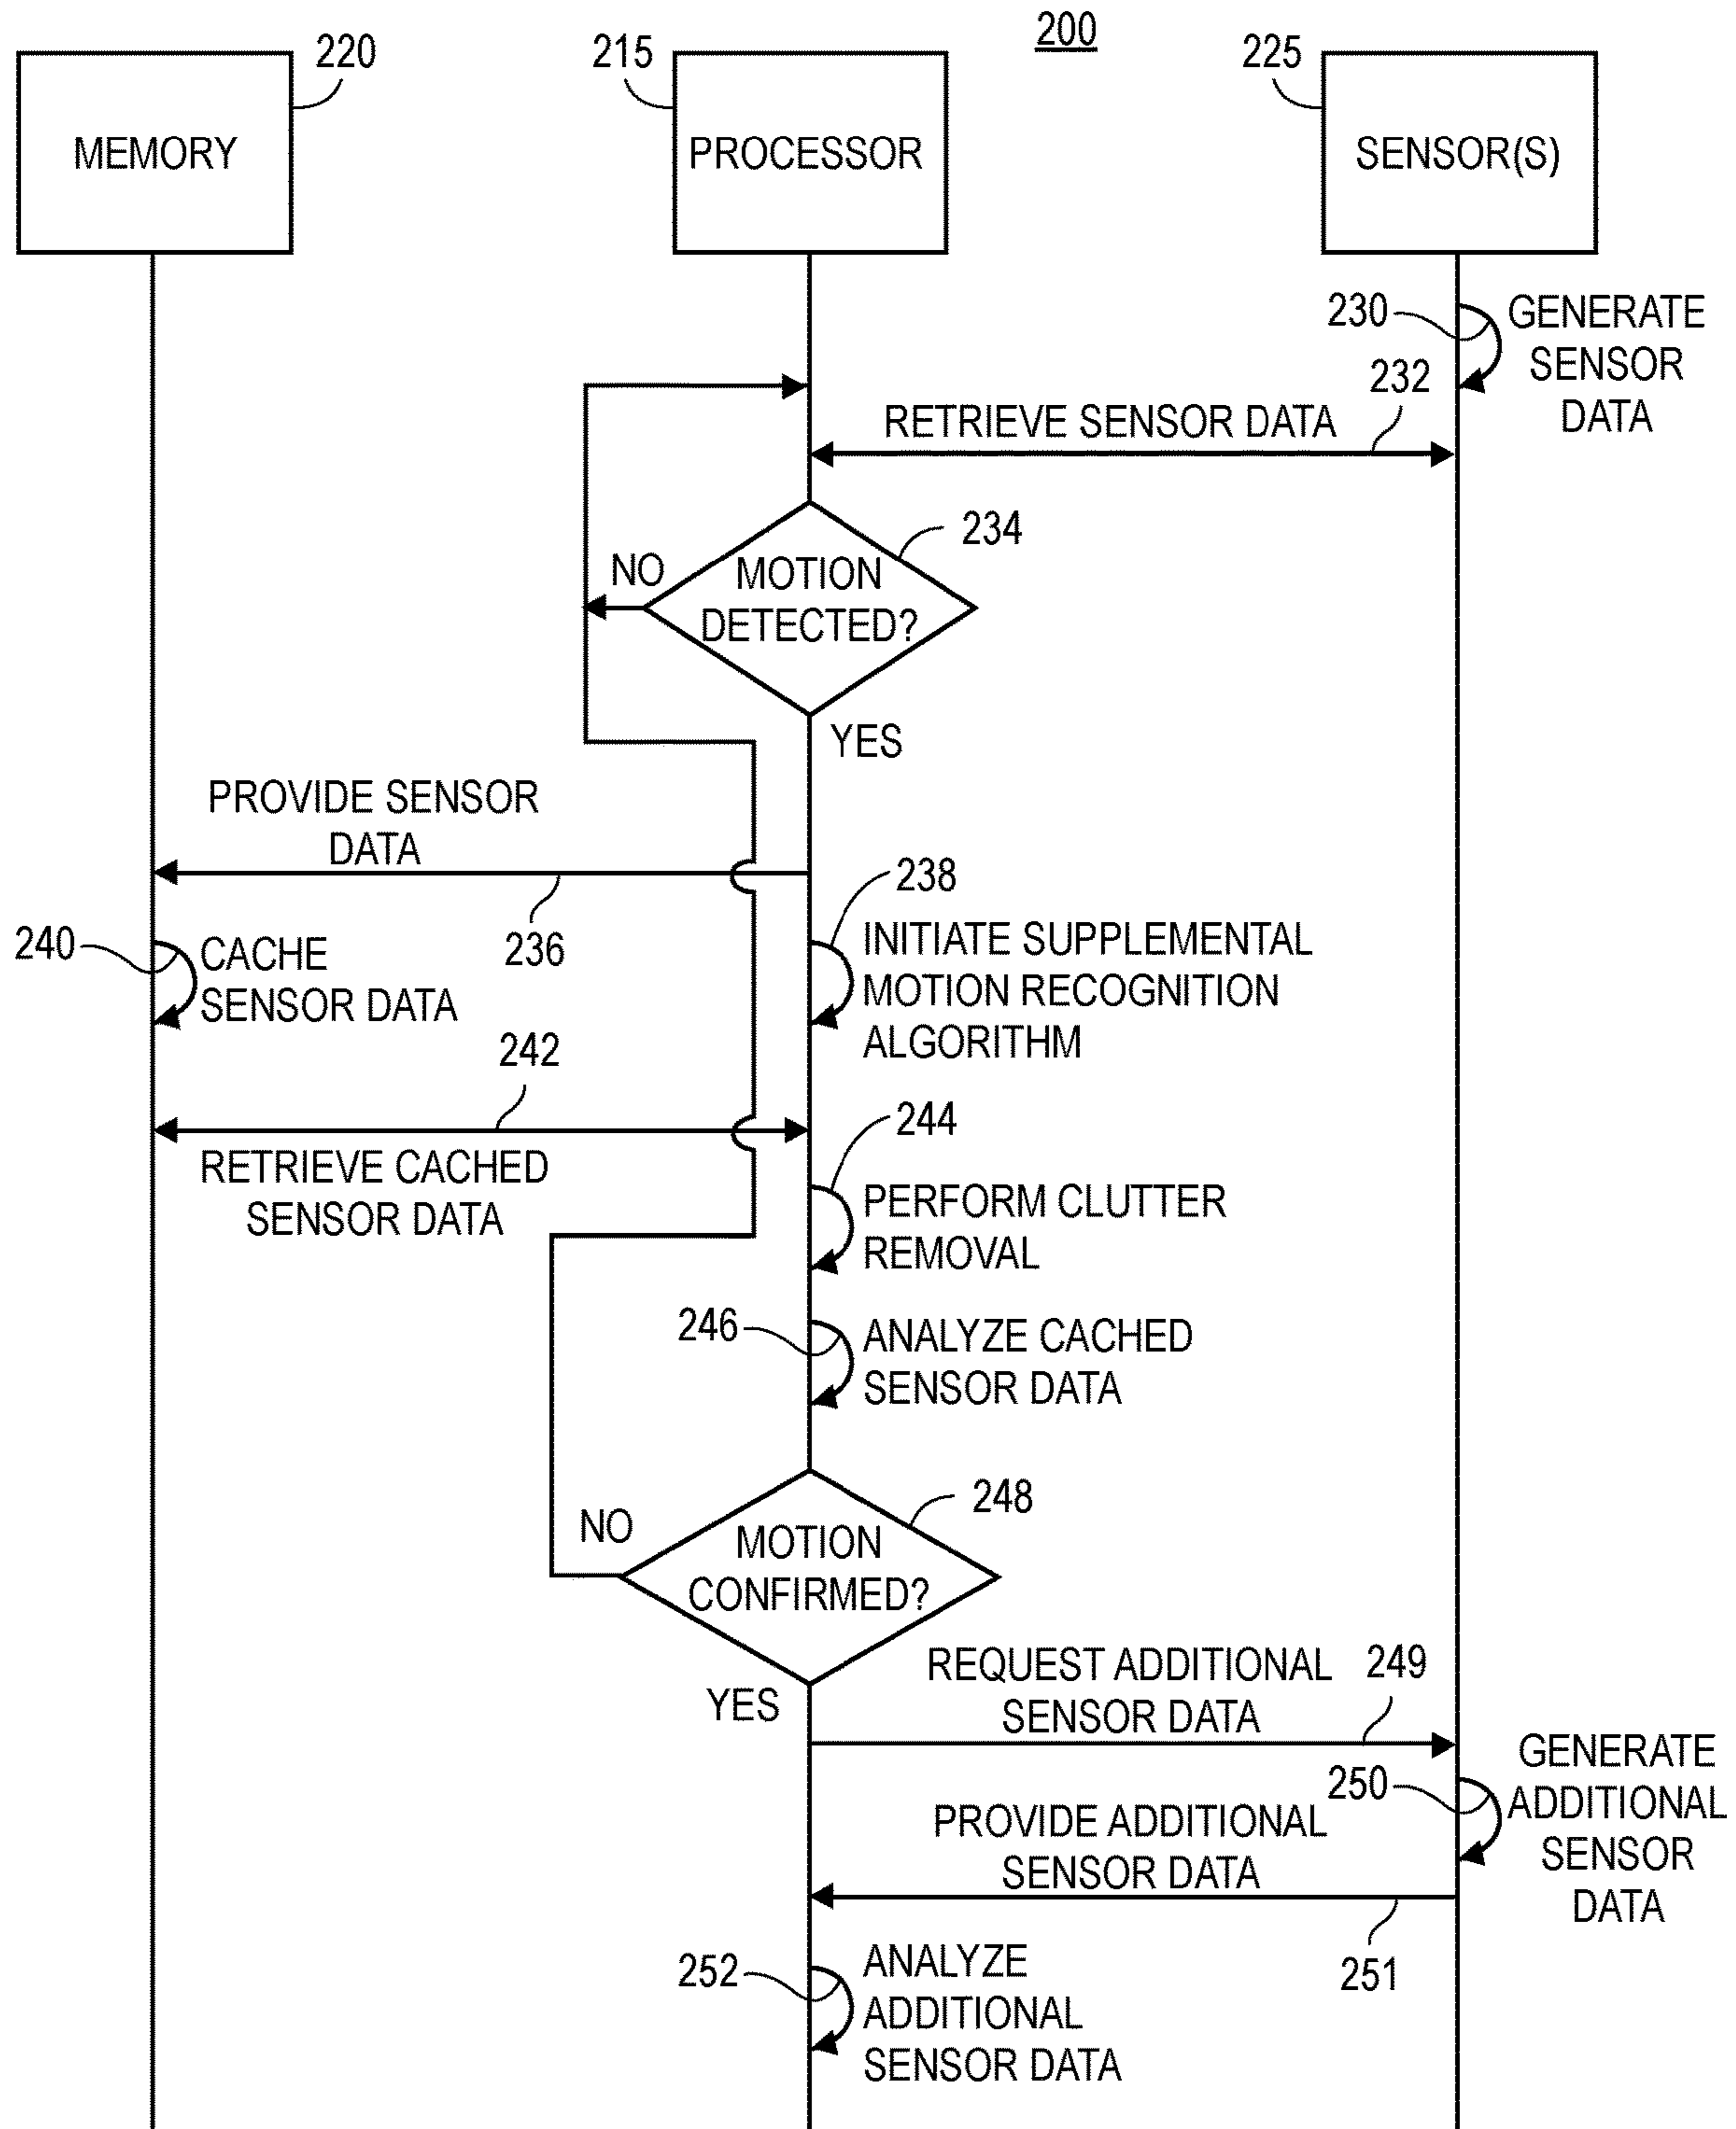 200
220
215
225
MEMORY
PROCESSOR
SENSOR(S)
230
GENERATE
SENSOR
DATA
232
RETRIEVE SENSOR DATA
234
NO
MOTION
DETECTED?
YES
PROVIDE SENSOR
DATA
236
238
INITIATE SUPPLEMENTAL
MOTION RECOGNITION
ALGORITHM
240
CACHE
SENSOR DATA
242
RETRIEVE CACHED
SENSOR DATA
244
PERFORM CLUTTER
REMOVAL
246
ANALYZE CACHED
SENSOR DATA
248
NO
MOTION
CONFIRMED?
YES
REQUEST ADDITIONAL
SENSOR DATA
249
250
GENERATE
ADDITIONAL
SENSOR
DATA
PROVIDE ADDITIONAL
SENSOR DATA
251
252
ANALYZE
ADDITIONAL
SENSOR DATA